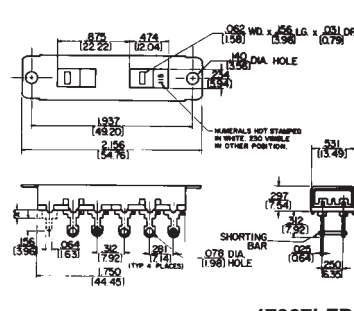 .875 .474
[22.22] [12.04]
.062 WD. x .156 LG. x .031 DP.
[1.58] [3.96] [0.79]
.140 DIA. HOLE
[3.56]
.234
[5.94]
115
1.937
[49.20]
2.156
[54.76]
NUMERALS HOT STAMPED
IN WHITE. 230 VISIBLE
IN OTHER POSITION.
.531
[13.49]
.297
[7.54]
.312
[7.92]
SHORTING
BAR
.025
[0.64]
.250
[6.35]
.156
[3.96]
.064
[1.63]
.312
[7.92]
.281
[7.14]
(TYP 4 PLACES)
.078 DIA.
[1.98] HOLE
1.750
[44.45]